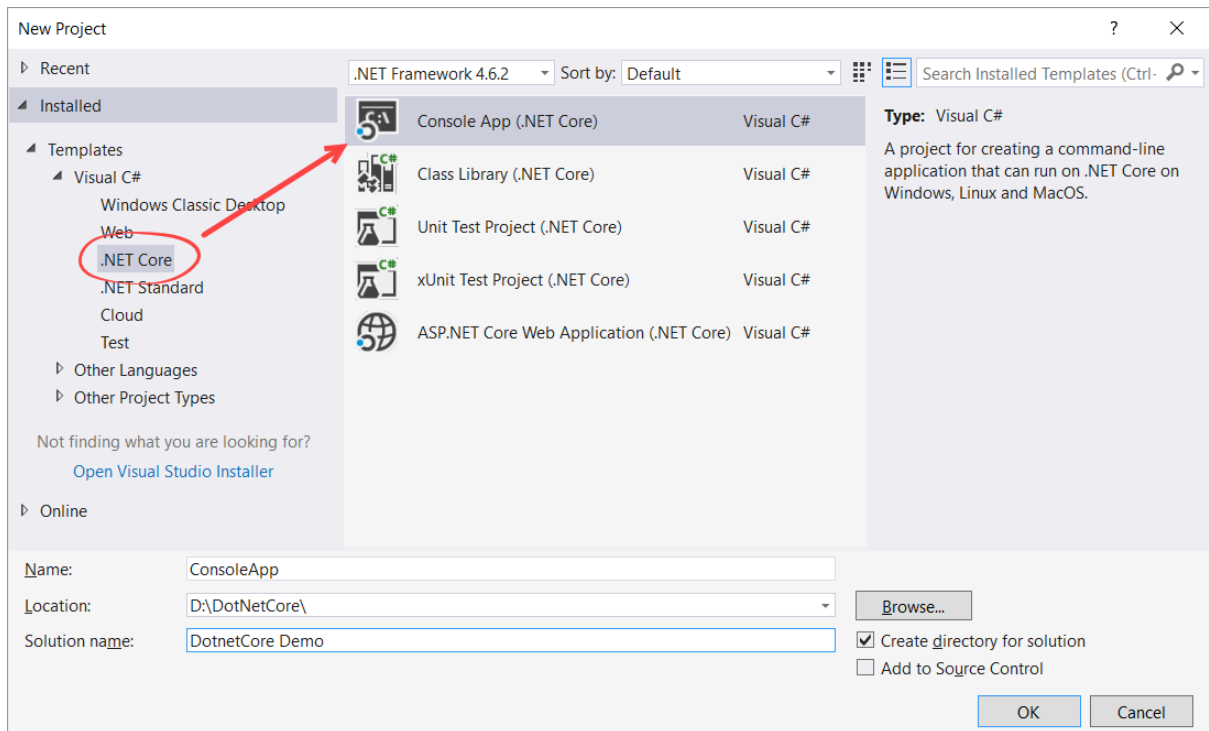 New Project
?
Recent
Installed
Templates
Visual C#
Windows Classic Desktop
Web
.NET Core
.NET Standard
Cloud
Test
Other Languages
Other Project Types
Not finding what you are looking for?
Open Visual Studio Installer
Online
.NET Framework 4.6.2 Sort by: Default
Search Installed Templates (Ctrl-
C:\
Console App (.NET Core) Visual C#
C#
Class Library (.NET Core) Visual C#
C#
Unit Test Project (.NET Core) Visual C#
C#
xUnit Test Project (.NET Core) Visual C#
ASP.NET Core Web Application (.NET Core) Visual C#
Type: Visual C#
A project for creating a command-line
application that can run on .NET Core on
Windows, Linux and MacOS.
Name: ConsoleApp
Location: D:\DotNetCore\ Browse...
Solution name: DotnetCore Demo
Create directory for solution
Add to Source Control
OK Cancel